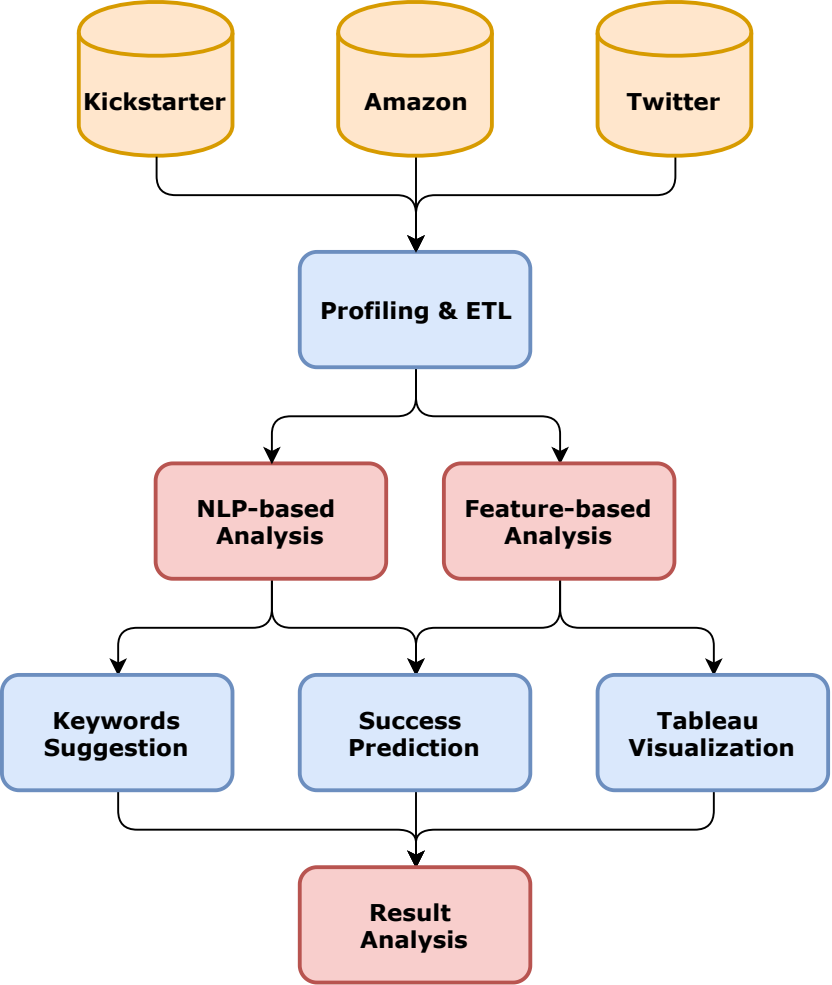 Kickstarter
Amazon
Twitter
Profiling & ETL
NLP-based
Analysis
Feature-based
Analysis
Keywords
Suggestion
Success
Prediction
Tableau
Visualization
Result
Analysis